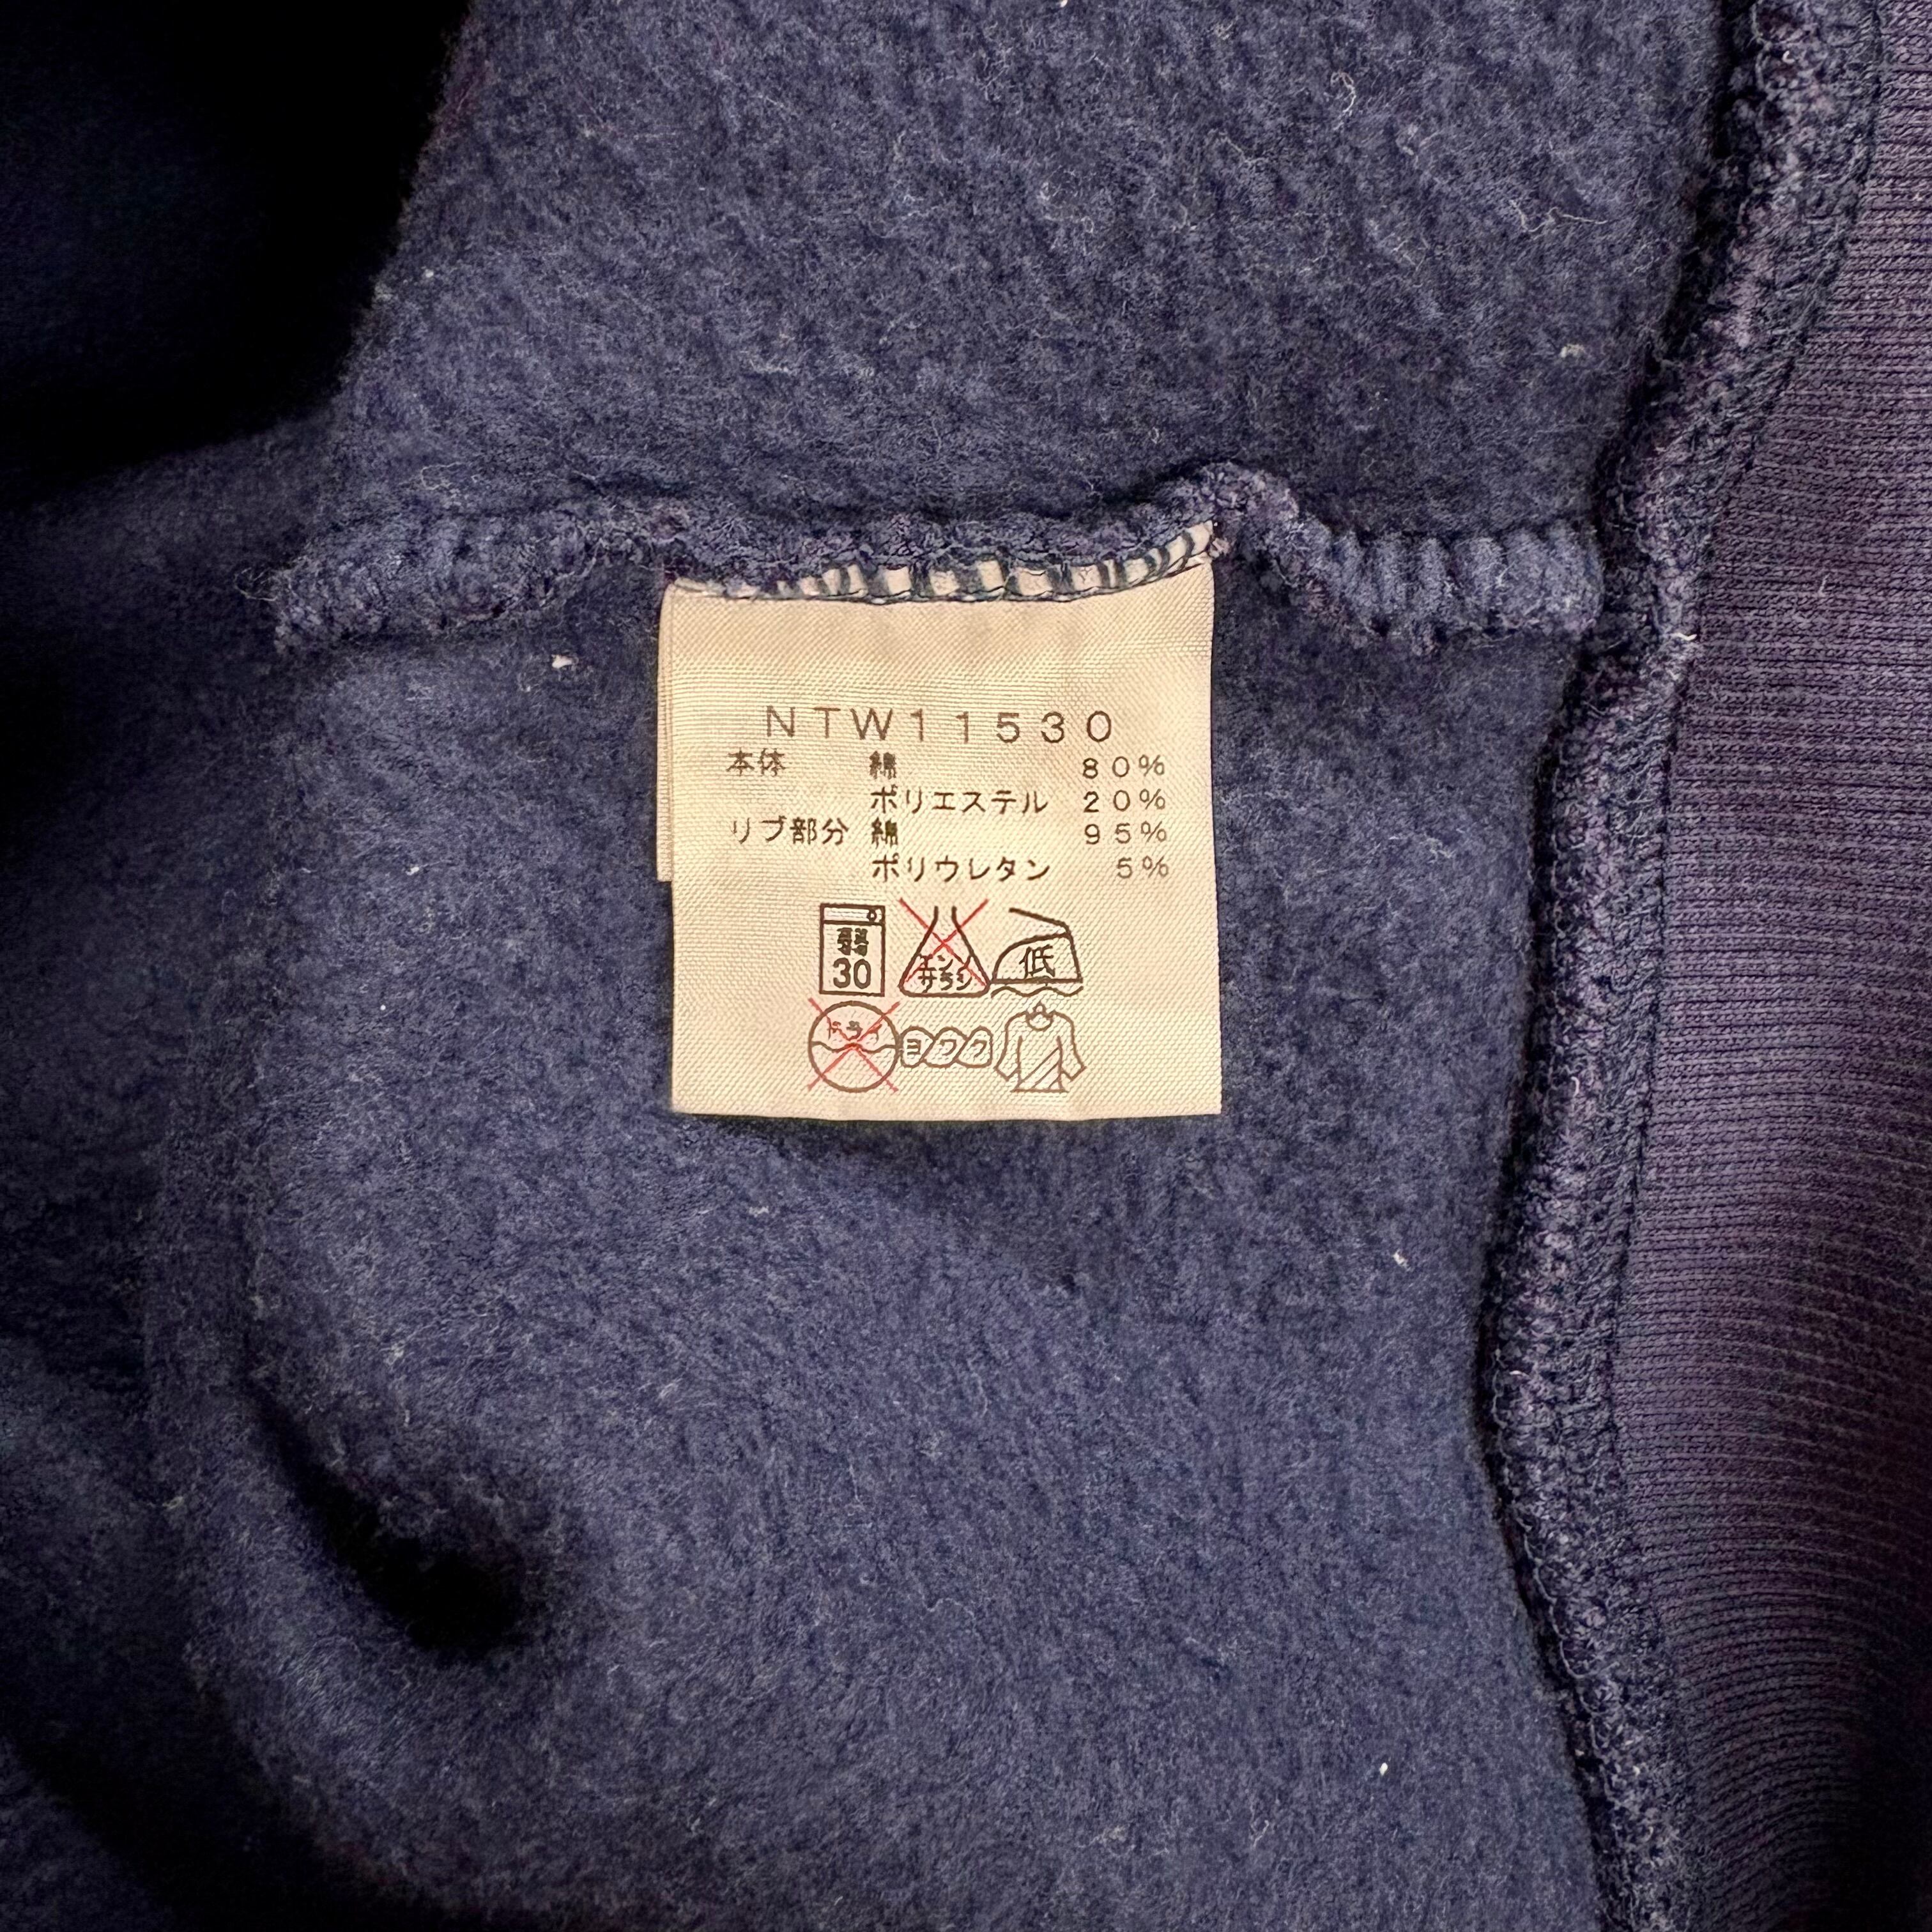 NTW11530
本体 綿 80%
ポリエステル 20%
リブ部分 綿 95%
ポリウレタン 5%
弱
30
エンソ
サラシ
低
ドライ
ヨワク